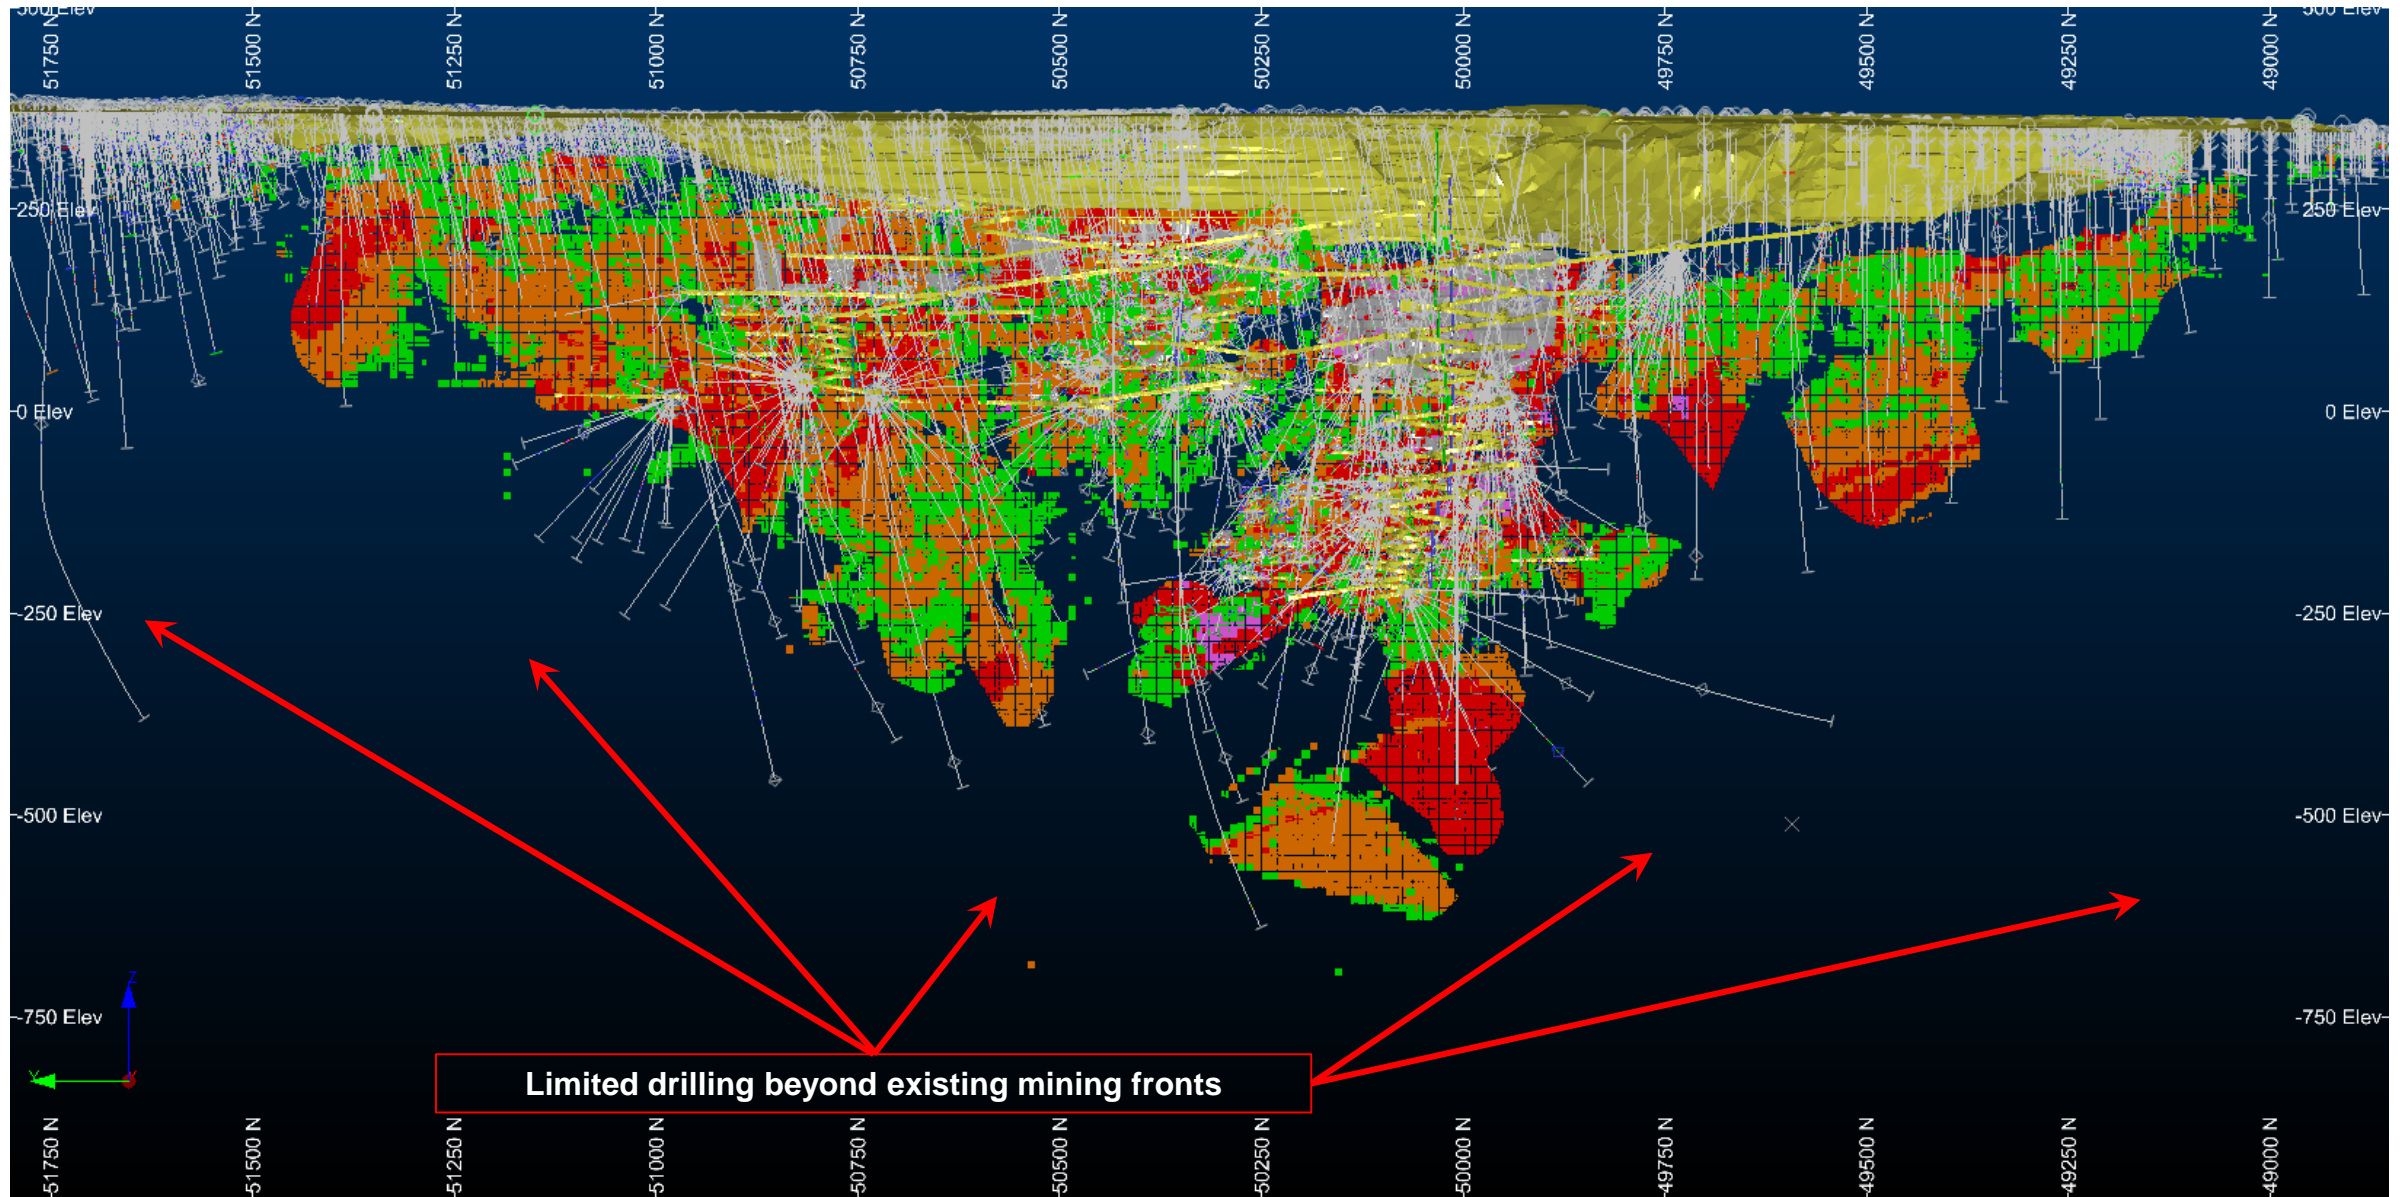 500 Elev
500 Elev
51750 N
51500 N
51250 N
51000 N
50750 N
50500 N
50250 N
50000 N
49750 N
49500 N
49250 N
49000 N
250 Elev
250 Elev
0 Elev
0 Elev
-250 Elev
-250 Elev
-500 Elev
-500 Elev
-750 Elev
-750 Elev
Z
Y
Limited drilling beyond existing mining fronts
51750 N
51500 N
51250 N
51000 N
50750 N
50500 N
50250 N
50000 N
49750 N
49500 N
49250 N
49000 N